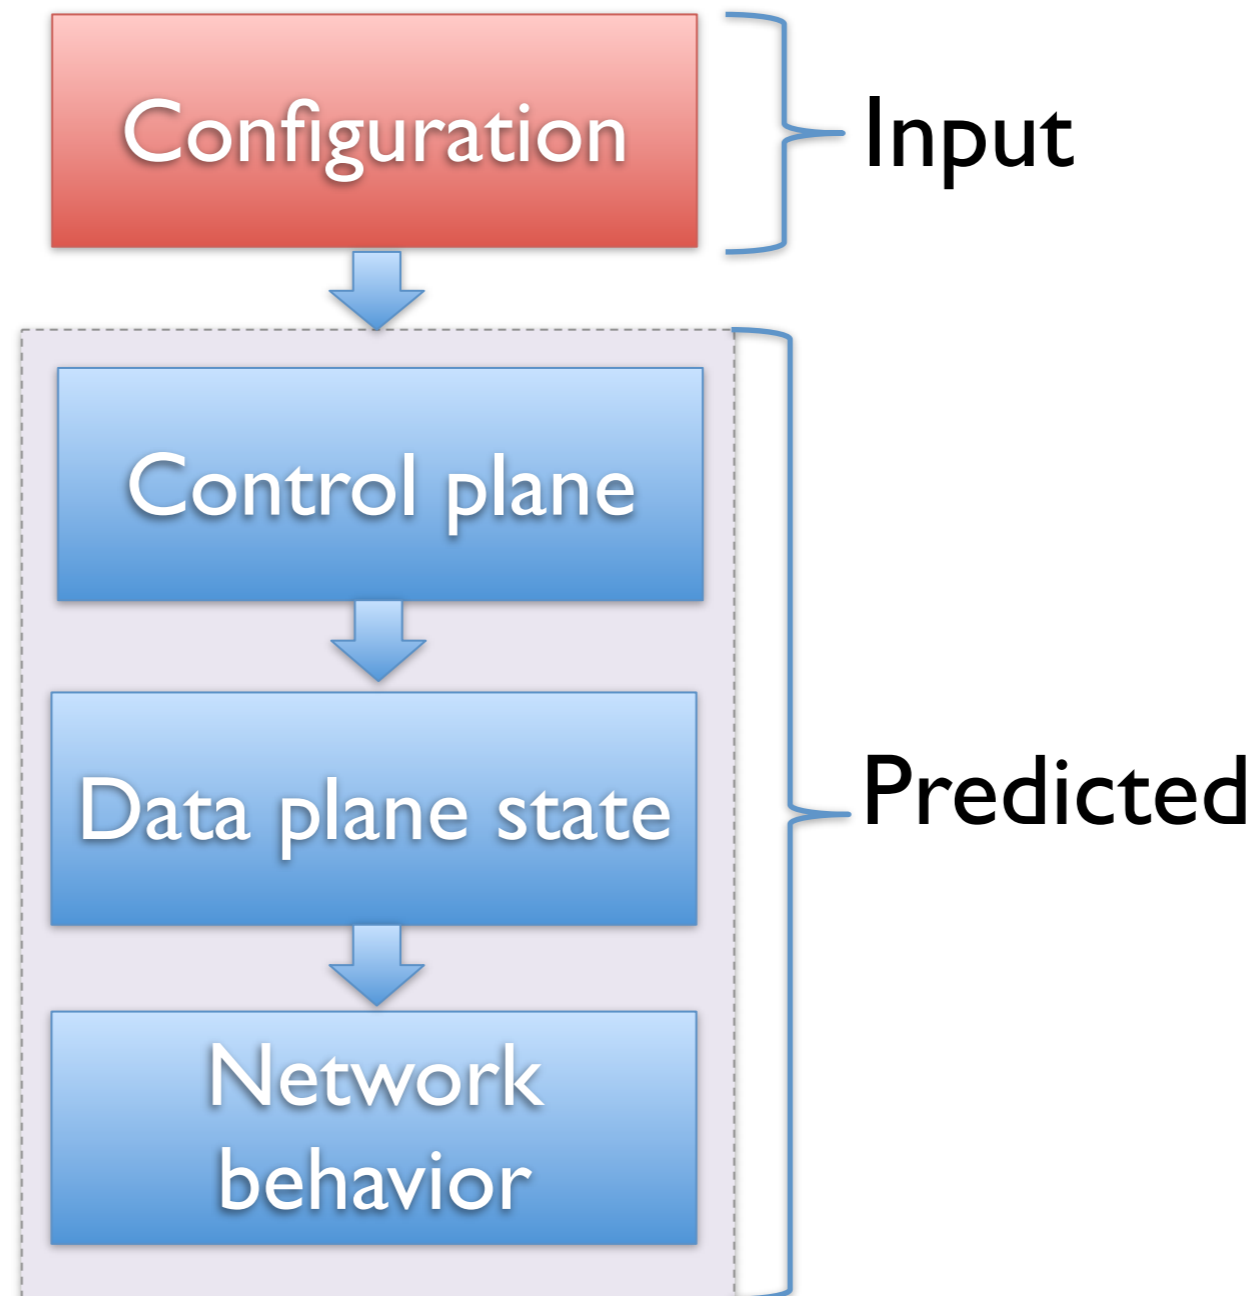 Configuration
Input
Control plane
Data plane state
Predicted
Network
behavior